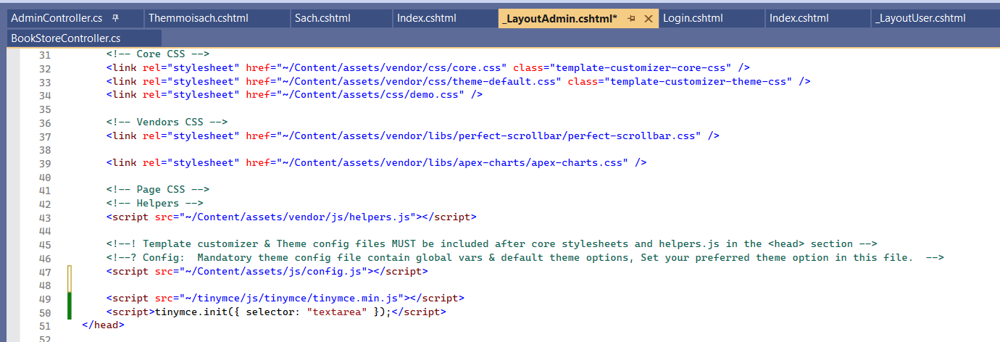 AdminController.cs
Themmoisach.cshtml
Sach.cshtml
Index.cshtml
_LayoutAdmin.cshtml*
Login.cshtml
Index.cshtml
_LayoutUser.cshtml
BookStoreController.cs
31 <!-- Core CSS -->
32 <link rel="stylesheet" href="~/Content/assets/vendor/css/core.css" class="template-customizer-core-css" />
33 <link rel="stylesheet" href="~/Content/assets/vendor/css/theme-default.css" class="template-customizer-theme-css" />
34 <link rel="stylesheet" href="~/Content/assets/css/demo.css" />
35
36 <!-- Vendors CSS -->
37 <link rel="stylesheet" href="~/Content/assets/vendor/libs/perfect-scrollbar/perfect-scrollbar.css" />
38
39 <link rel="stylesheet" href="~/Content/assets/vendor/libs/apex-charts/apex-charts.css" />
40
41 <!-- Page CSS -->
42 <!-- Helpers -->
43 <script src="~/Content/assets/vendor/js/helpers.js"></script>
44
45 <!--! Template customizer & Theme config files MUST be included after core stylesheets and helpers.js in the <head> section -->
46 <!--? Config:  Mandatory theme config file contain global vars & default theme options, Set your preferred theme option in this file.  -->
47 <script src="~/Content/assets/js/config.js"></script>
48
49 <script src="~/tinymce/js/tinymce/tinymce.min.js"></script>
50 <script>tinymce.init({ selector: "textarea" });</script>
51 </head>
52